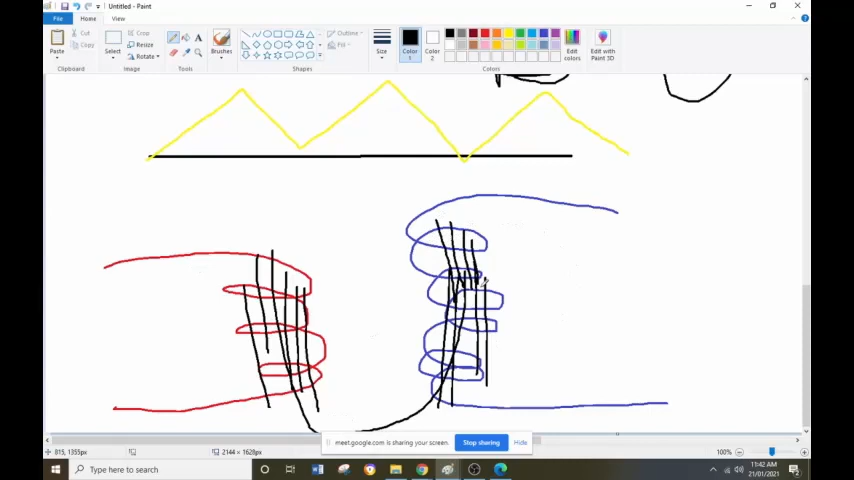 Untitled - Paint
File
Home
View
Paste
Cut
Copy
Clipboard
Select
Crop
Resize
Rotate
Image
Tools
Brushes
Shapes
Outline
Fill
Size
Color
1
Color
2
Colors
Edit
colors
Edit with
Paint 3D
meet.google.com is sharing your screen.
Stop sharing
Hide
815, 1355px
2144 × 1628px
100%
Type here to search
11:42 AM
21/01/2021
2